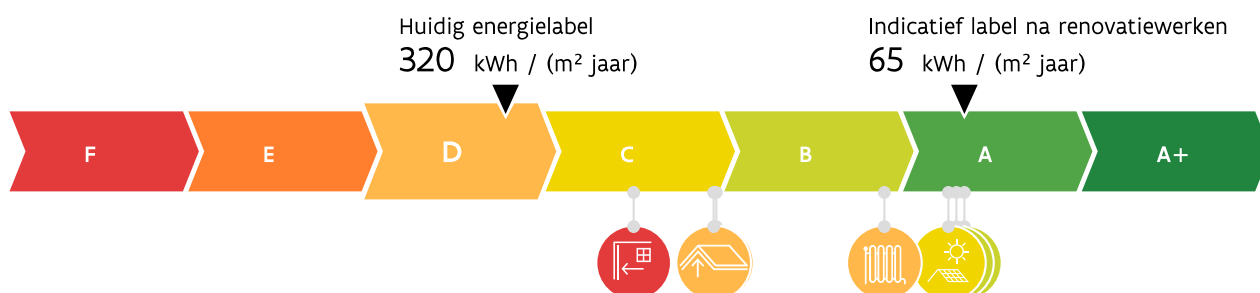 Huidig energielabel
320 kWh / (m² jaar)
Indicatief label na renovatiewerken
65 kWh / (m² jaar)
F
E
D
C
B
A
A+